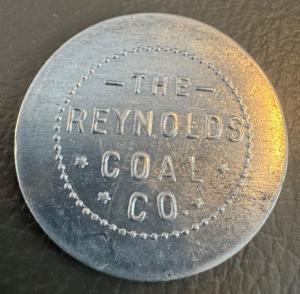 - THE -
REYNOLDS
COAL
CO.